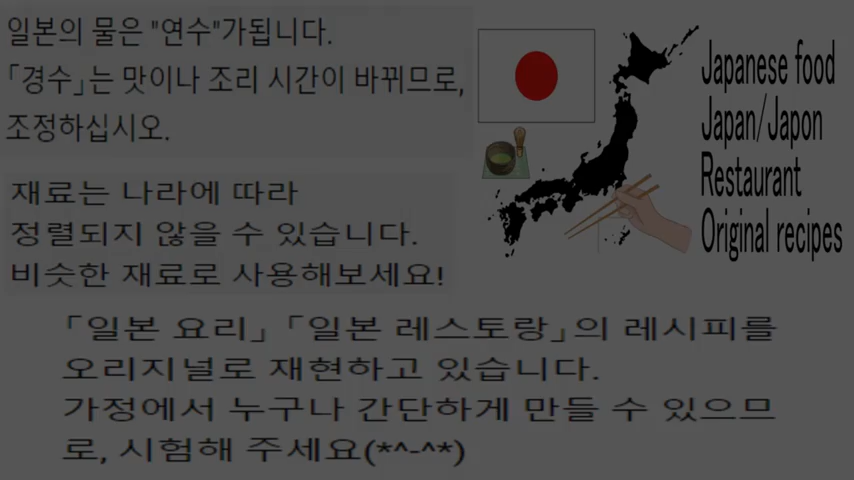 일본의 물은 "연수"가됩니다.
「경수」는 맛이나 조리 시간이 바뀌므로,
조정하십시오.
재료는 나라에 따라
정렬되지 않을 수 있습니다.
비슷한 재료로 사용해보세요!
Japanese food
Japan/Japon
Restaurant
Original recipes
「일본 요리」「일본 레스토랑」의 레시피를
오리지널로 재현하고 있습니다.
가정에서 누구나 간단하게 만들 수 있으므
로, 시험해 주세요(*^-^*)